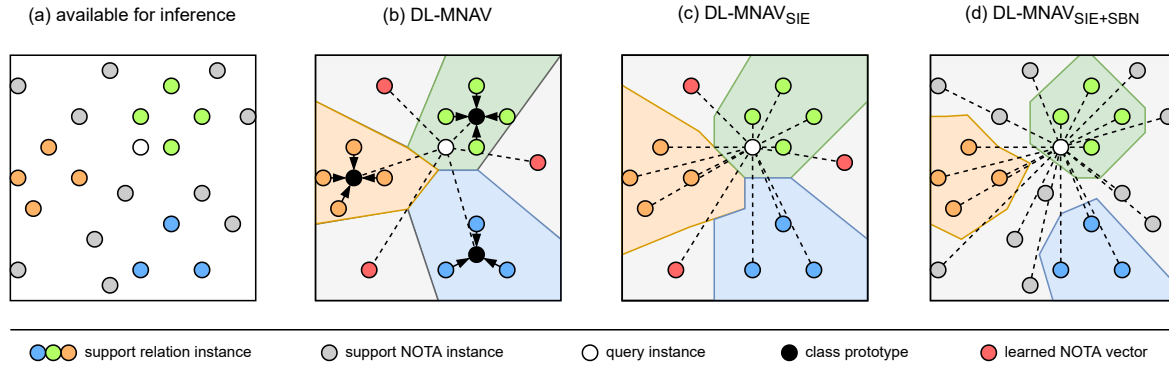 (a) available for inference
(b) DL-MNAV
(c) DL-MNAV_SIE
(d) DL-MNAV_SIE+SBN
support relation instance
support NOTA instance
query instance
class prototype
learned NOTA vector